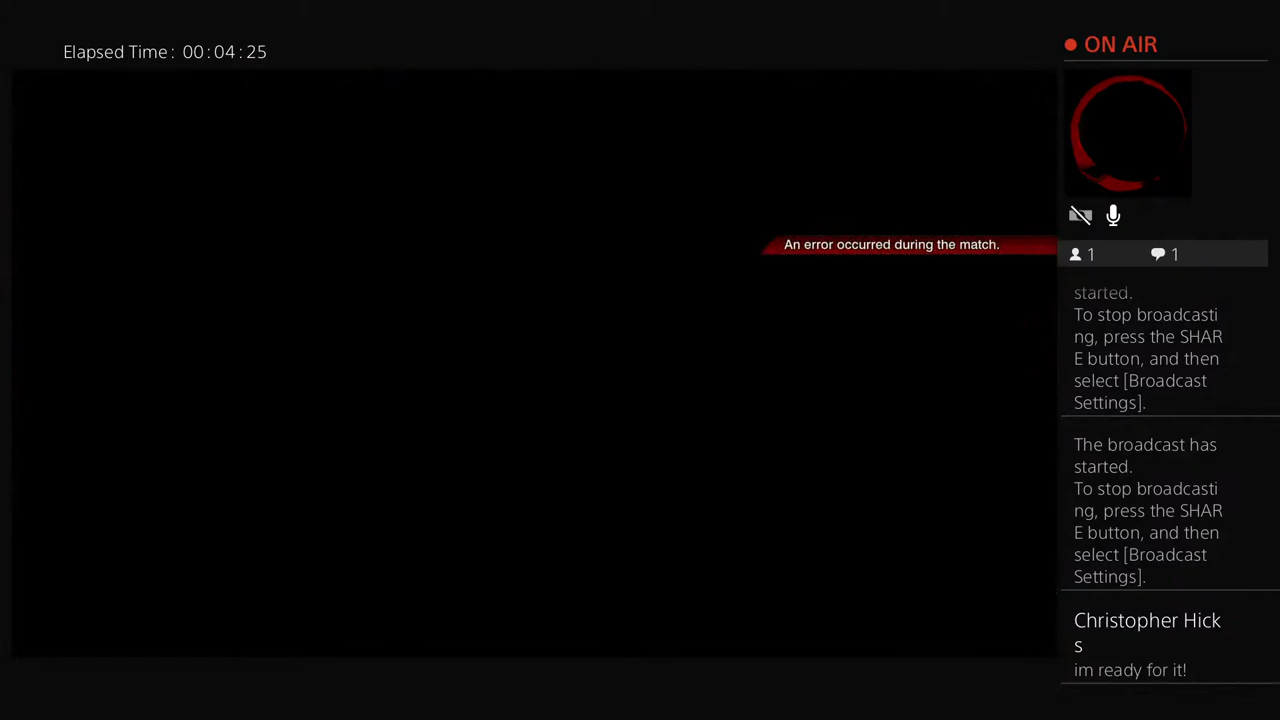 Elapsed Time: 00:04:25
ON AIR
An error occurred during the match.
1
1
started.
To stop broadcasti
ng, press the SHAR
E button, and then
select [Broadcast
Settings].
The broadcast has
started.
To stop broadcasti
ng, press the SHAR
E button, and then
select [Broadcast
Settings].
Christopher Hick
s
im ready for it!